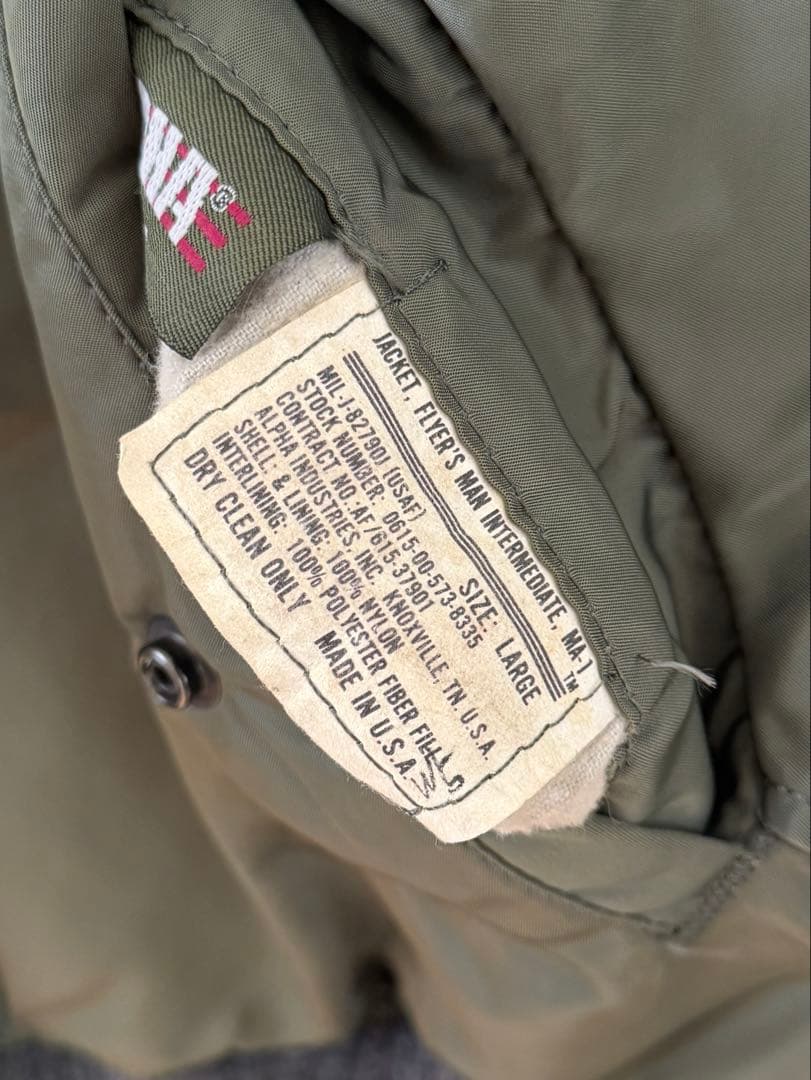 HA®
JACKET, FLYER'S MAN INTERMEDIATE, MA-1™
SIZE: LARGE
MIL-J-82790J (USAF)
STOCK NUMBER: 0615-00-573-8335
CONTRACT NO. AF/615-37901
ALPHA INDUSTRIES, INC. KNOXVILLE, TN U.S.A.
SHELL: & LINING: 100% NYLON
INTERLINING: 100% POLYESTER FIBER FILL
DRY CLEAN ONLY MADE IN U.S.A.